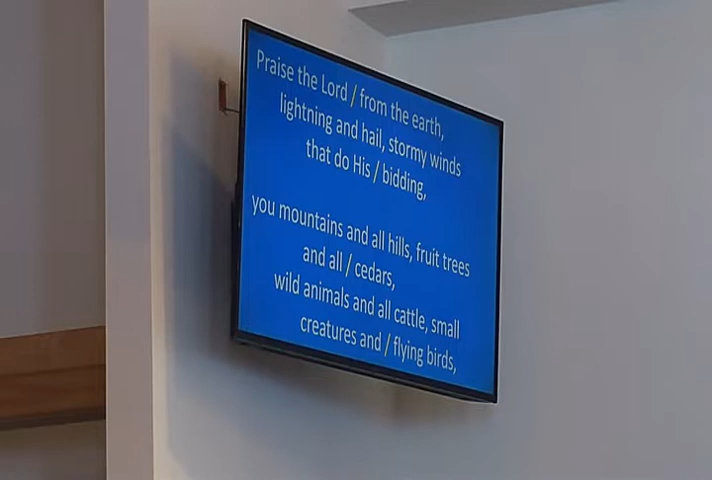 Praise the Lord / from the earth,
lightning and hail, stormy winds
that do His / bidding,
you mountains and all hills, fruit trees
and all / cedars,
wild animals and all cattle, small
creatures and / flying birds,